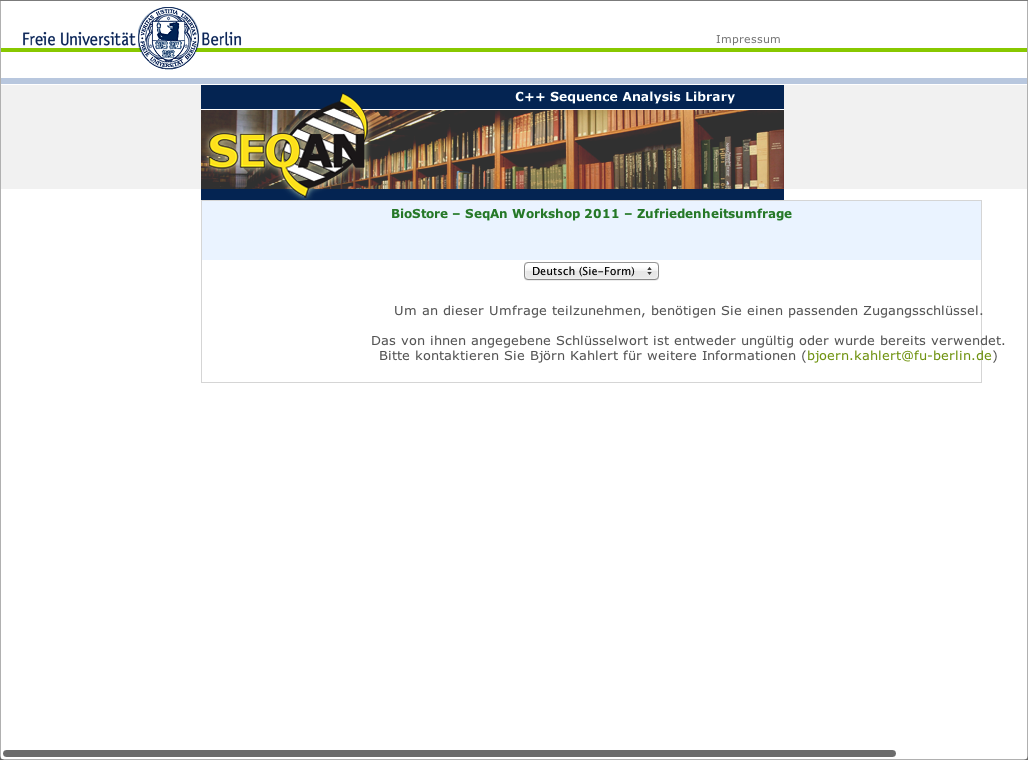 Freie Universität Berlin
Impressum
C++ Sequence Analysis Library
SEQAN
BioStore – SeqAn Workshop 2011 – Zufriedenheitsumfrage
Deutsch (Sie-Form)
Um an dieser Umfrage teilzunehmen, benötigen Sie einen passenden Zugangsschlüssel.
Das von ihnen angegebene Schlüsselwort ist entweder ungültig oder wurde bereits verwendet.
Bitte kontaktieren Sie Björn Kahlert für weitere Informationen (bjoern.kahlert@fu-berlin.de)